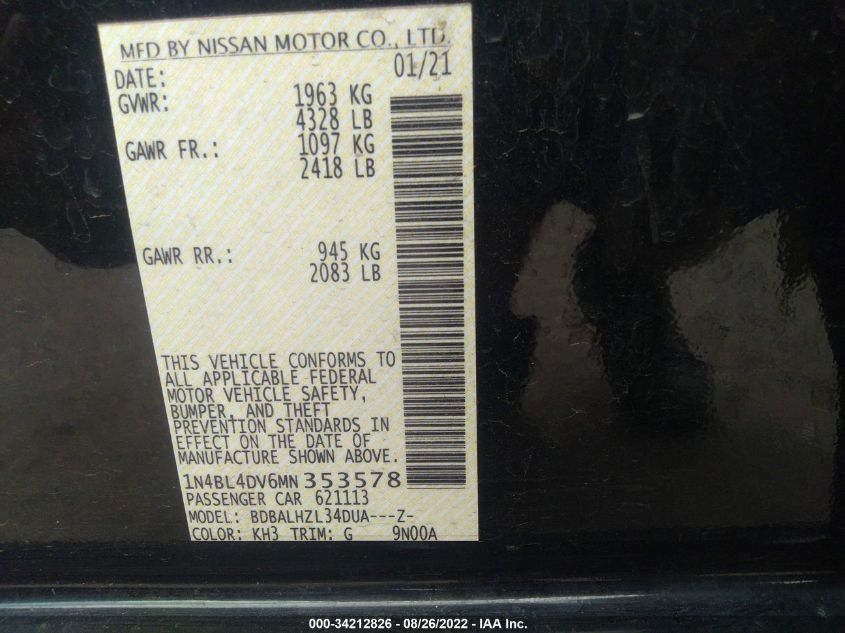 MFD BY NISSAN MOTOR CO., LTD.
DATE: 01/21
GVWR: 1963 KG
4328 LB
GAWR FR.: 1097 KG
2418 LB
GAWR RR.: 945 KG
2083 LB
THIS VEHICLE CONFORMS TO
ALL APPLICABLE FEDERAL
MOTOR VEHICLE SAFETY,
BUMPER, AND THEFT
PREVENTION STANDARDS IN
EFFECT ON THE DATE OF
MANUFACTURE SHOWN ABOVE.
1N4BL4DV6MN353578
PASSENGER CAR 621113
MODEL: BDBALHZL34DUA---Z-
COLOR: KH3 TRIM: G 9N00A
000-34212826 - 08/26/2022 - IAA Inc.